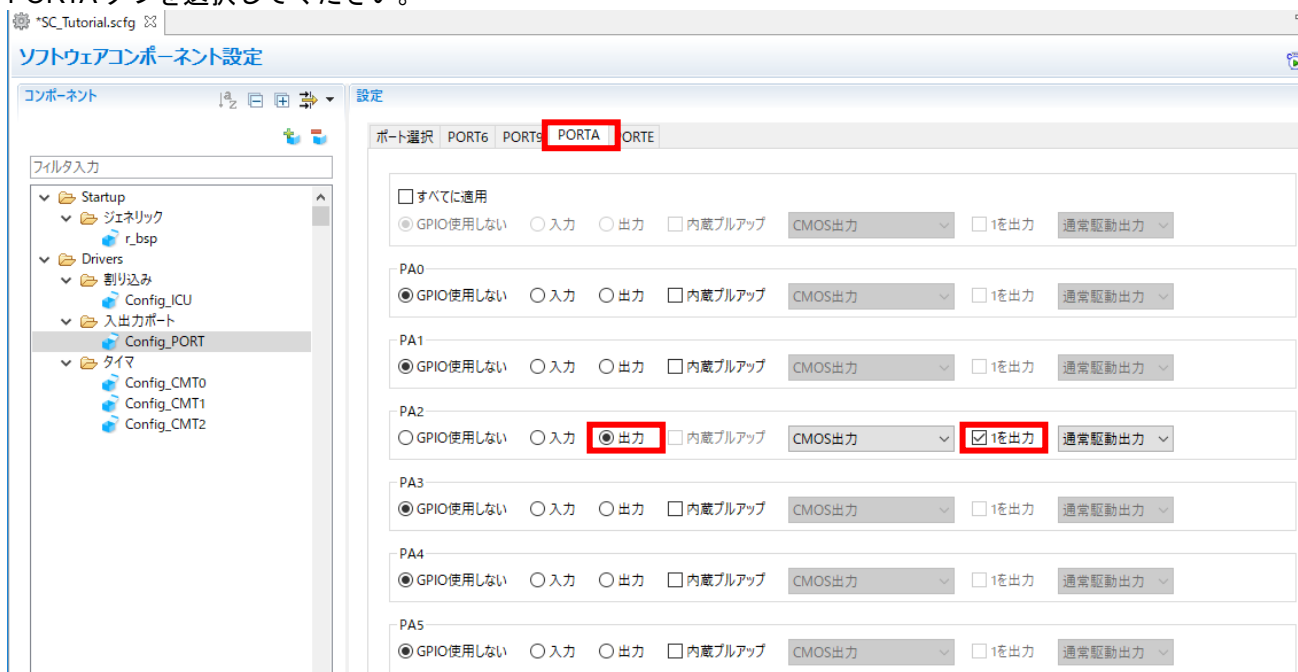 PORTA タブを選択してください。
*SC_Tutorial.scfg
ソフトウェアコンポーネント設定
コンポーネント
設定
ポート選択 PORT6 PORT9 PORTA PORTE
フィルタ入力
Startup
ジェネリック
r_bsp
Drivers
割り込み
Config_ICU
入出力ポート
Config_PORT
タイマ
Config_CMT0
Config_CMT1
Config_CMT2
すべてに適用
GPIO使用しない 入力 出力 内蔵プルアップ CMOS出力 1を出力 通常駆動出力
PA0
GPIO使用しない 入力 出力 内蔵プルアップ CMOS出力 1を出力 通常駆動出力
PA1
GPIO使用しない 入力 出力 内蔵プルアップ CMOS出力 1を出力 通常駆動出力
PA2
GPIO使用しない 入力 出力 内蔵プルアップ CMOS出力 1を出力 通常駆動出力
PA3
GPIO使用しない 入力 出力 内蔵プルアップ CMOS出力 1を出力 通常駆動出力
PA4
GPIO使用しない 入力 出力 内蔵プルアップ CMOS出力 1を出力 通常駆動出力
PA5
GPIO使用しない 入力 出力 内蔵プルアップ CMOS出力 1を出力 通常駆動出力